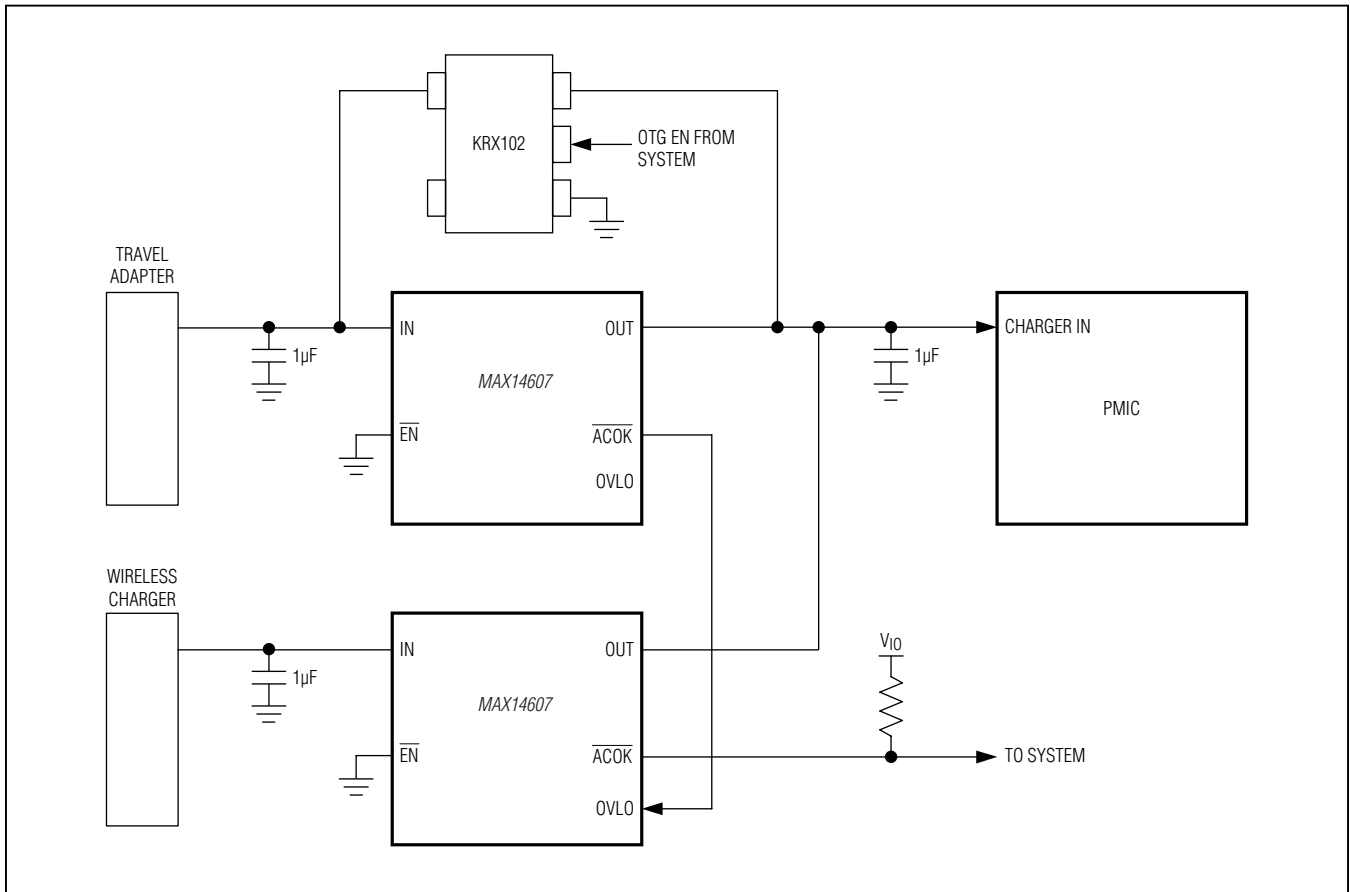 KRX102
OTG EN FROM
SYSTEM
TRAVEL
ADAPTER
IN
OUT
CHARGER IN
1µF
1µF
MAX14607
PMIC
EN
ACOK
OVLO
WIRELESS
CHARGER
IN
OUT
VIO
1µF
MAX14607
EN
ACOK
TO SYSTEM
OVLO